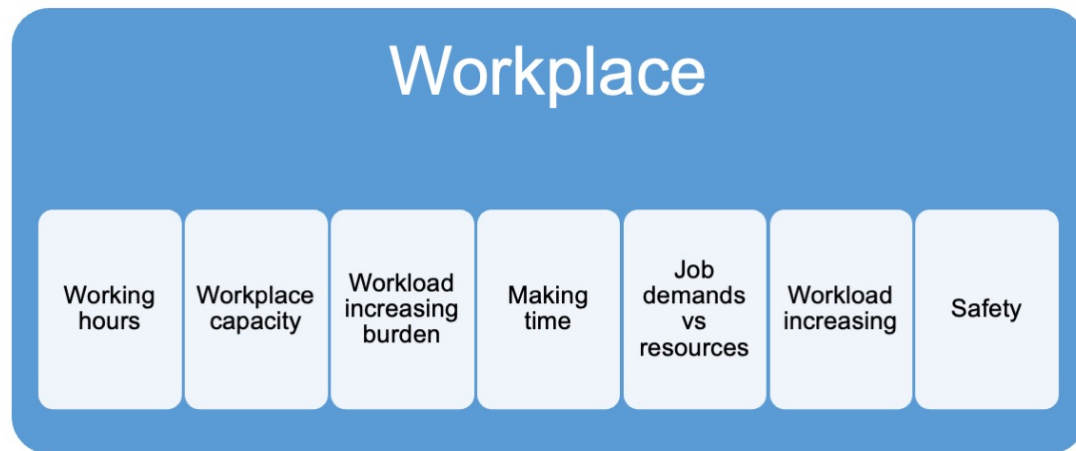 Workplace
Working
hours
Workplace
capacity
Workload
increasing
burden
Making
time
Job
demands
vs
resources
Workload
increasing
Safety